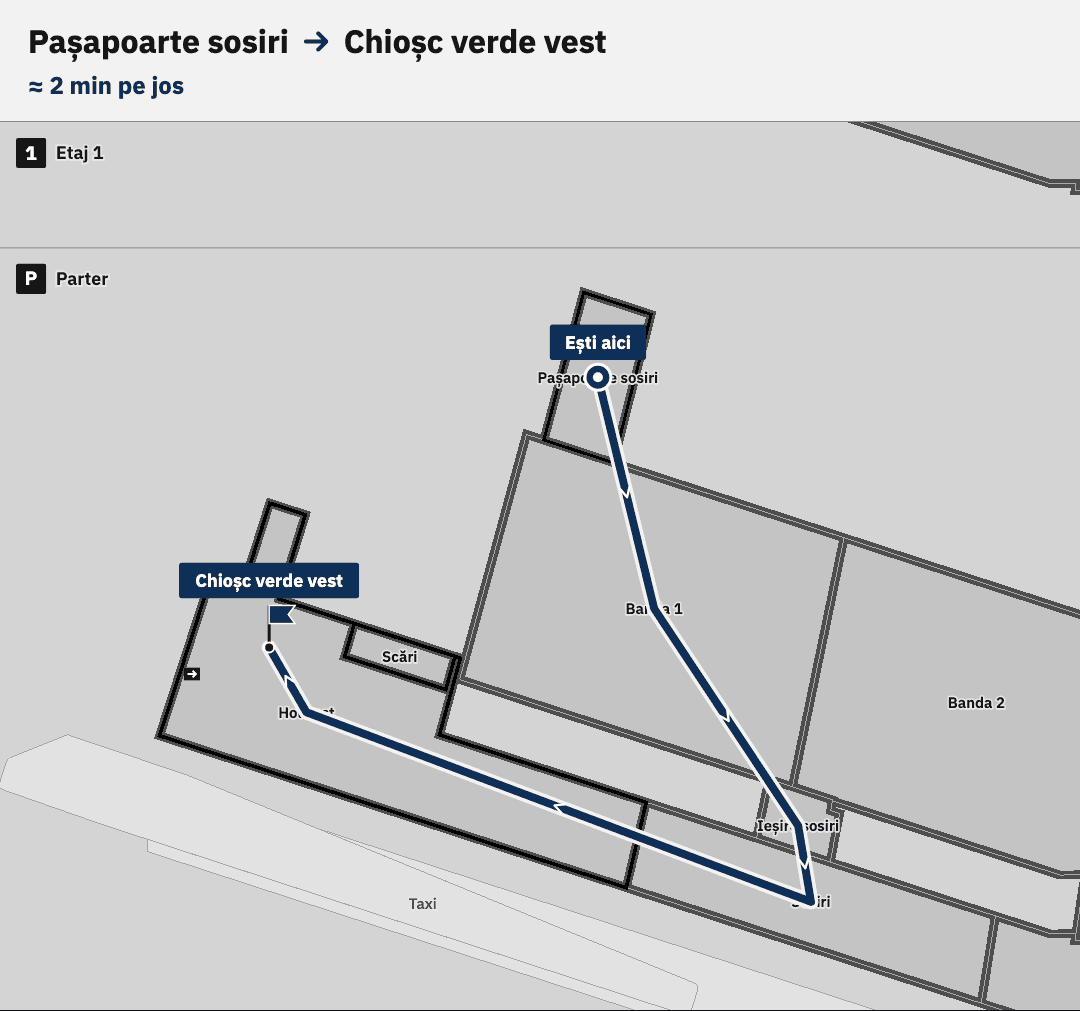 Pașapoarte sosiri → Chioșc verde vest
≈ 2 min pe jos
1 Etaj 1
P Parter
Ești aici
sosiri
Chioșc verde vest
Banda 2
Scări
Taxi